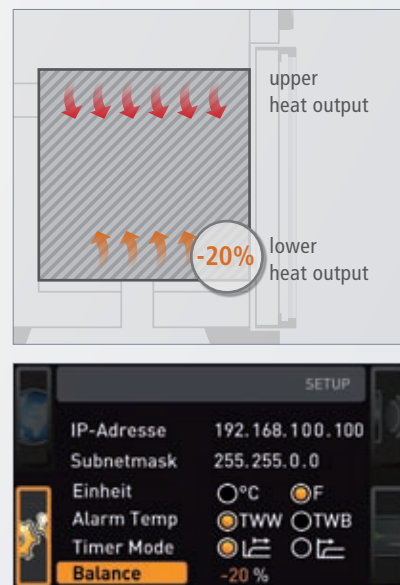 upper
heat output
-20%
lower
heat output
SETUP
IP-Adresse 192.168.100.100
Subnetmask 255.255.0.0
Einheit °C F
Alarm Temp TWW TWB
Timer Mode
Balance -20 %